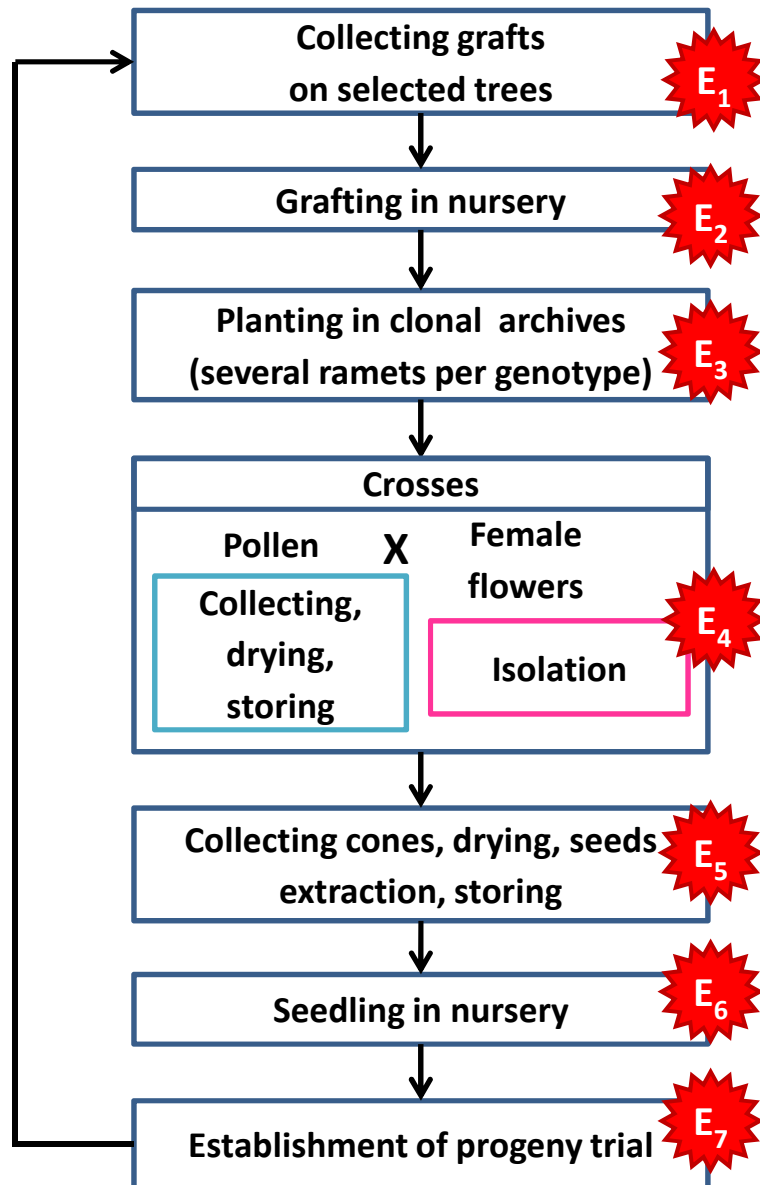 Collecting grafts
on selected trees
E₁
Grafting in nursery
E₂
Planting in clonal archives
(several ramets per genotype)
E₃
Crosses
Pollen X Female
flowers
Collecting,
drying,
storing
Isolation
E₄
Collecting cones, drying, seeds
extraction, storing
E₅
Seedling in nursery
E₆
Establishment of progeny trial
E₇